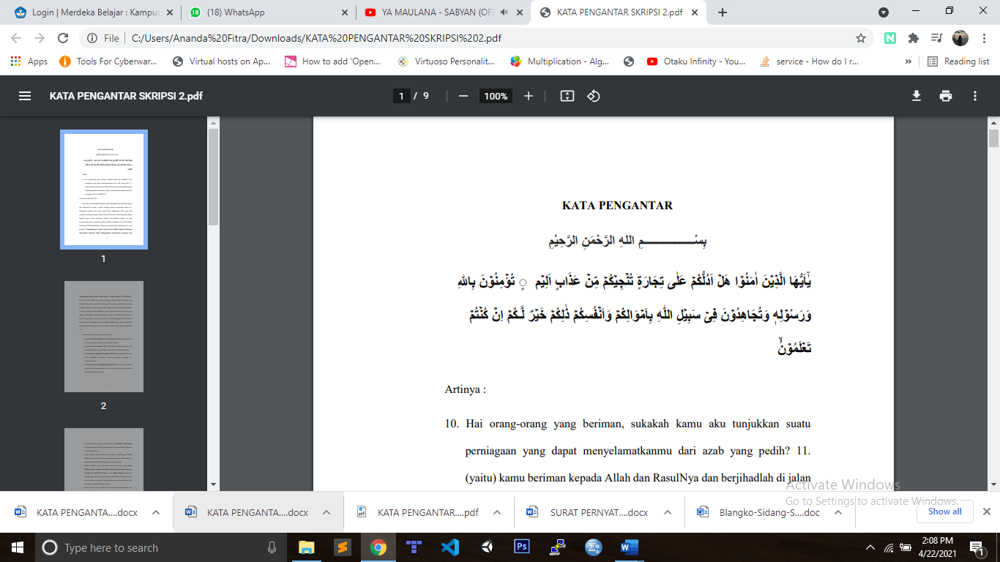 Login | Merdeka Belajar : Kampus
(18) WhatsApp
YA MAULANA - SABYAN (OF
KATA PENGANTAR SKRIPSI 2.pdf
File | C:/Users/Ananda%20Fitra/Downloads/KATA%20PENGANTAR%20SKRIPSI%202.pdf
Apps
Tools For Cyberwar...
Virtual hosts on Ap...
How to add 'Open...
Virtuoso Personalit...
Multiplication - Alg...
Otaku Infinity - You...
service - How do I r...
»
Reading list
KATA PENGANTAR SKRIPSI 2.pdf
1 / 9
100%
1
2
KATA PENGANTAR
بِسْـــــــــــــــــمِ اللهِ الرَّحْمَنِ الرَّحِيْمِ
يٰٓاَيُّهَا الَّذِيْنَ اٰمَنُوْا هَلْ اَدُلُّكُمْ عَلٰى تِجَارَةٍ تُنْجِيْكُمْ مِّنْ عَذَابٍ اَلِيْم ٍ تُؤْمِنُوْنَ بِاللهِ
وَرَسُوْلِهٖ وَتُجَاهِدُوْنَ فِيْ سَبِيْلِ اللّٰهِ بِاَمْوَالِكُمْ وَاَنْفُسِكُمْ ذٰلِكُمْ خَيْرٌ لَّكُمْ اِنْ كُنْتُمْ
تَعْلَمُوْنَۙ
Artinya :
10. Hai orang-orang yang beriman, sukakah kamu aku tunjukkan suatu
perniagaan yang dapat menyelamatkanmu dari azab yang pedih? 11.
(yaitu) kamu beriman kepada Allah dan RasulNya dan berjihadlah di jalan
Activate Windows
Go to Settings to activate Windows.
KATA PENGANTA....docx
KATA PENGANTA....docx
KATA PENGANTAR....pdf
SURAT PERNYAT....docx
Blangko-Sidang-S....doc
Show all
Type here to search
2:08 PM
4/22/2021
1